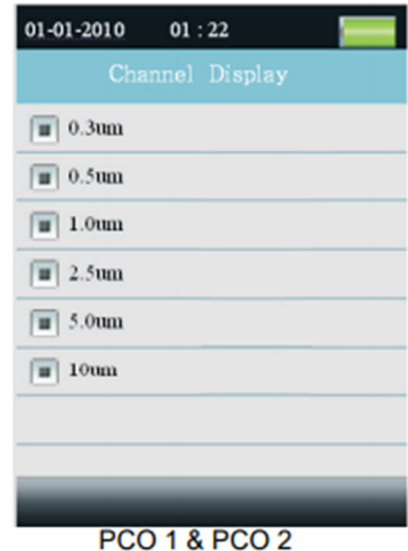 01-01-2010 01 : 22
Channel Display
0.3um
0.5um
1.0um
2.5um
5.0um
10um
PCO 1 & PCO 2